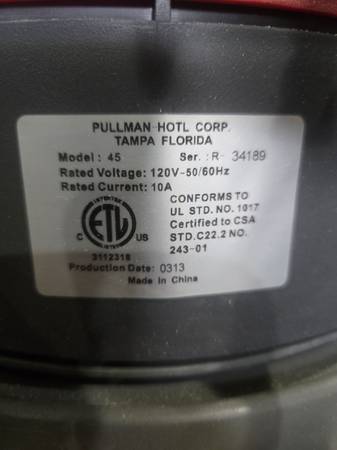 PULLMAN-HOTL CORP.
TAMPA FLORIDA
Model: 45 Ser.:R- 34189
Rated Voltage: 120V~50/60Hz
Rated Current: 10A
INTERTEK
ETL
C US
3112318
CONFORMS TO
UL STD.NO.1017
Certified to CSA
STD.C22.2 NO.
243-01
Production Date: 0313
Made in China